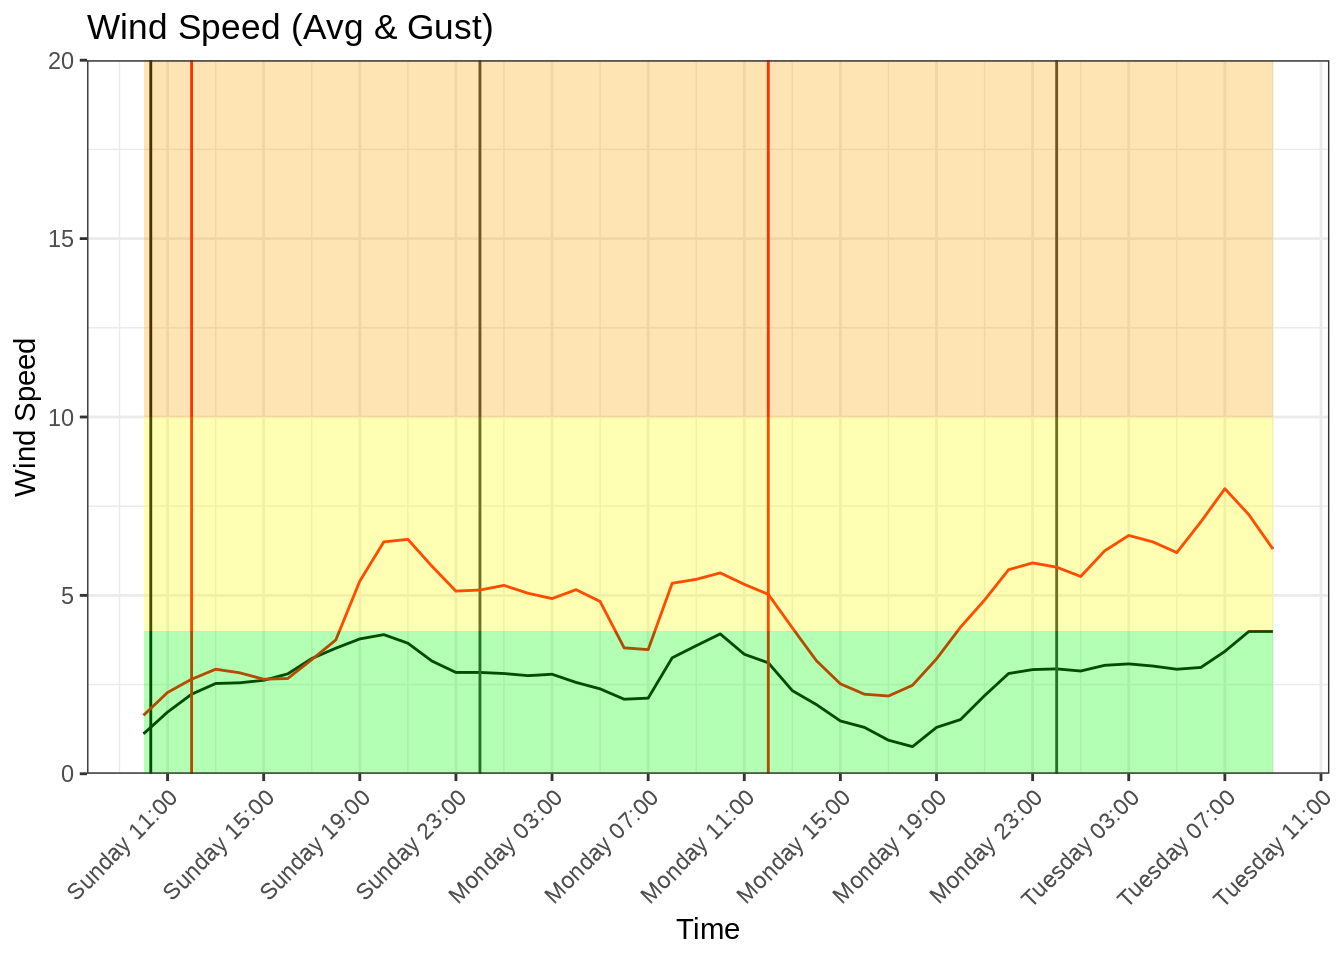 Wind Speed (Avg & Gust)
Wind Speed
20
15
10
5
0
Sunday 11:00
Sunday 15:00
Sunday 19:00
Sunday 23:00
Monday 03:00
Monday 07:00
Monday 11:00
Monday 15:00
Monday 19:00
Monday 23:00
Tuesday 03:00
Tuesday 07:00
Tuesday 11:00
Time